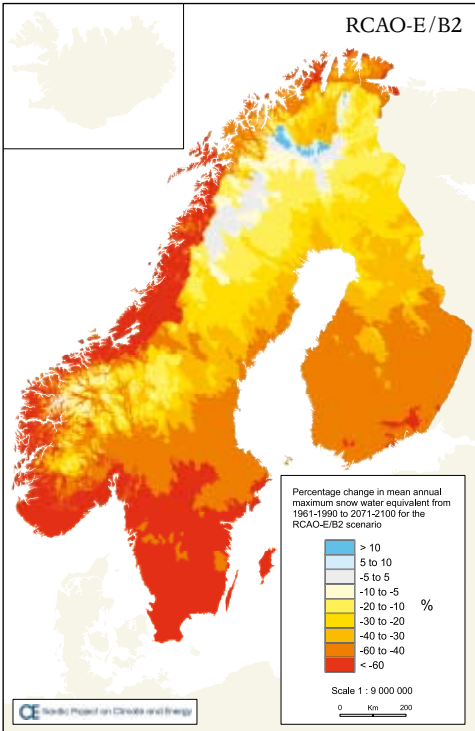 RCAO-E/B2
Percentage change in mean annual
maximum snow water equivalent from
1961-1990 to 2071-2100 for the
RCAO-E/B2 scenario
> 10
5 to 10
-5 to 5
-10 to -5
-20 to -10
%
-30 to -20
-40 to -30
-60 to -40
< -60
Scale 1 : 9 000 000
0 Km 200
CE Nordic Project on Climate and Energy